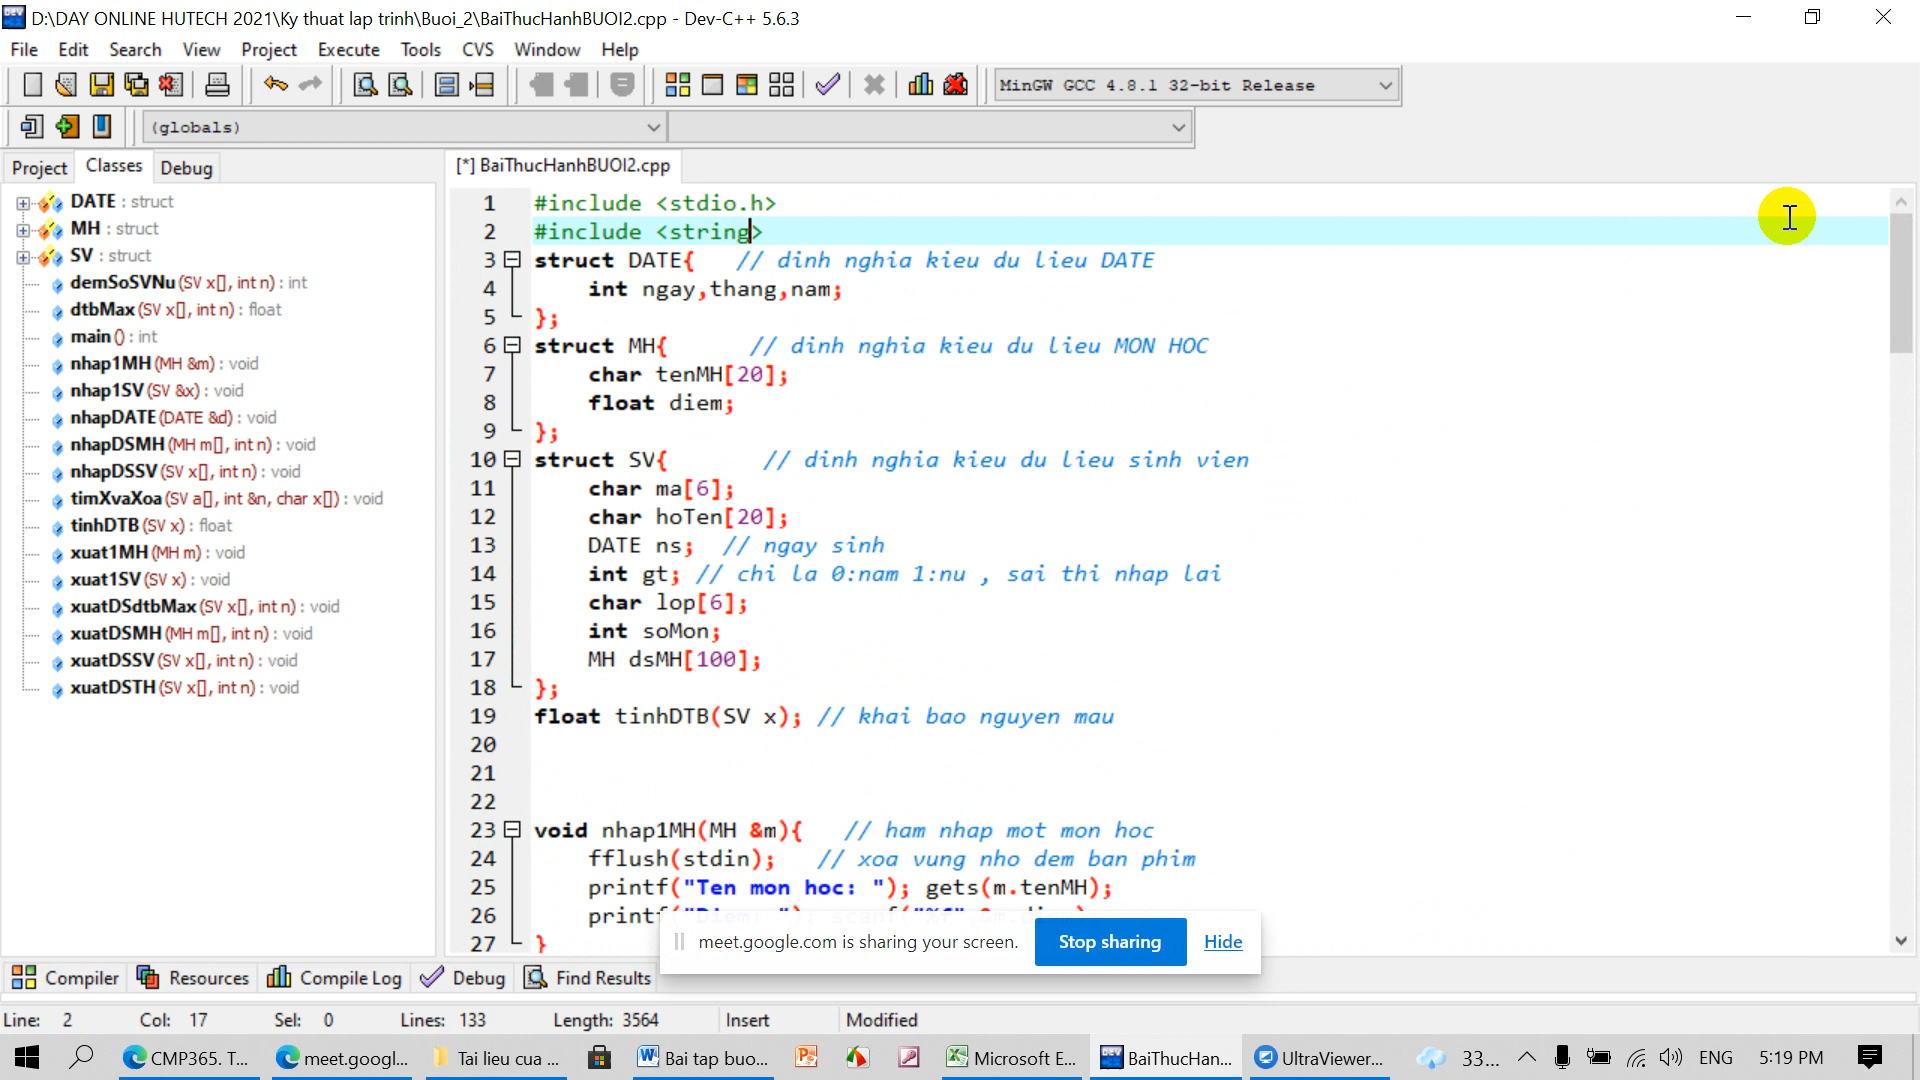 D:\DAY ONLINE HUTECH 2021\Ky thuat lap trinh\Buoi_2\BaiThucHanhBUOI2.cpp - Dev-C++ 5.6.3
File Edit Search View Project Execute Tools CVS Window Help
MinGW GCC 4.8.1 32-bit Release
(globals)
Project Classes Debug
[*] BaiThucHanhBUOI2.cpp
DATE : struct
MH : struct
SV : struct
demSoSVNu (SV x[], int n) : int
dtbMax (SV x[], int n) : float
main () : int
nhap1MH (MH &m) : void
nhap1SV (SV &x) : void
nhapDATE (DATE &d) : void
nhapDSMH (MH m[], int n) : void
nhapDSSV (SV x[], int n) : void
timXvaXoa (SV a[], int &n, char x[]) : void
tinhDTB (SV x) : float
xuat1MH (MH m) : void
xuat1SV (SV x) : void
xuatDSdtbMax (SV x[], int n) : void
xuatDSMH (MH m[], int n) : void
xuatDSSV (SV x[], int n) : void
xuatDSTH (SV x[], int n) : void
1 #include <stdio.h>
2 #include <string>
3 struct DATE{ // dinh nghia kieu du lieu DATE
4 int ngay,thang,nam;
5 };
6 struct MH{ // dinh nghia kieu du lieu MON HOC
7 char tenMH[20];
8 float diem;
9 };
10 struct SV{ // dinh nghia kieu du lieu sinh vien
11 char ma[6];
12 char hoTen[20];
13 DATE ns; // ngay sinh
14 int gt; // chi la 0:nam 1:nu , sai thi nhap lai
15 char lop[6];
16 int soMon;
17 MH dsMH[100];
18 };
19 float tinhDTB(SV x); // khai bao nguyen mau
20
21
22
23 void nhap1MH(MH &m){ // ham nhap mot mon hoc
24 fflush(stdin); // xoa vung nho dem ban phim
25 printf("Ten mon hoc: "); gets(m.tenMH);
26 printf("Diem: "); scanf("%f",&m.diem);
27 }
meet.google.com is sharing your screen. Stop sharing Hide
Compiler Resources Compile Log Debug Find Results
Line: 2 Col: 17 Sel: 0 Lines: 133 Length: 3564 Insert Modified
CMP365. T... meet.googl... Tai lieu cua ... Bai tap buo... Microsoft E... BaiThucHan... UltraViewer... 33... ENG 5:19 PM